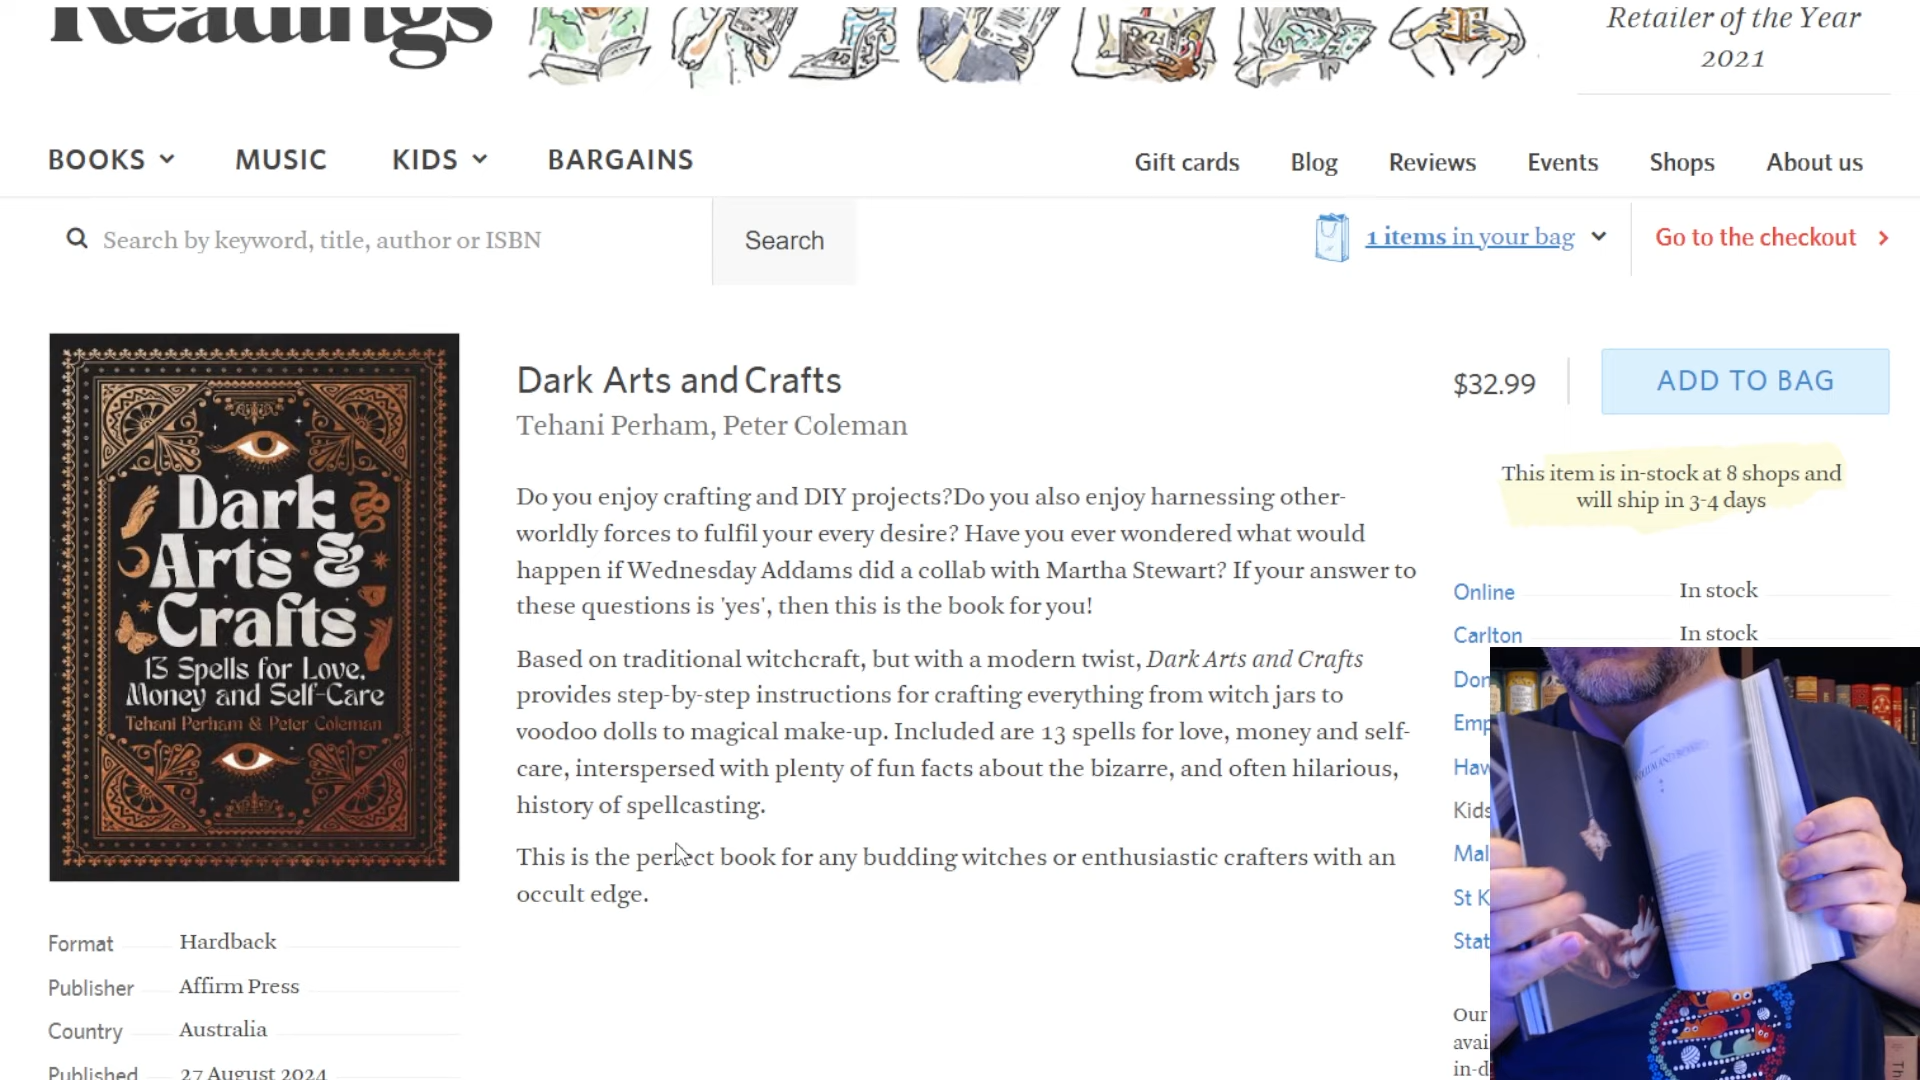 Readings
Retailer of the Year
2021
BOOKS
MUSIC
KIDS
BARGAINS
Gift cards
Blog
Reviews
Events
Shops
About us
Search by keyword, title, author or ISBN
Search
1 items in your bag
Go to the checkout
Dark
Arts &
Crafts
13 Spells for Love,
Money and Self-Care
Tehani Perham & Peter Coleman
Dark Arts and Crafts
Tehani Perham, Peter Coleman
Do you enjoy crafting and DIY projects?Do you also enjoy harnessing other-
worldly forces to fulfil your every desire? Have you ever wondered what would
happen if Wednesday Addams did a collab with Martha Stewart? If your answer to
these questions is 'yes', then this is the book for you!
Based on traditional witchcraft, but with a modern twist, Dark Arts and Crafts
provides step-by-step instructions for crafting everything from witch jars to
voodoo dolls to magical make-up. Included are 13 spells for love, money and self-
care, interspersed with plenty of fun facts about the bizarre, and often hilarious,
history of spellcasting.
This is the perfect book for any budding witches or enthusiastic crafters with an
occult edge.
$32.99
ADD TO BAG
This item is in-stock at 8 shops and
will ship in 3-4 days
Online In stock
Carlton In stock
Don
Emp
Haw
Kids
Mal
St K
Stat
Our
avai
in-d
Format Hardback
Publisher Affirm Press
Country Australia
Published 27 August 2024